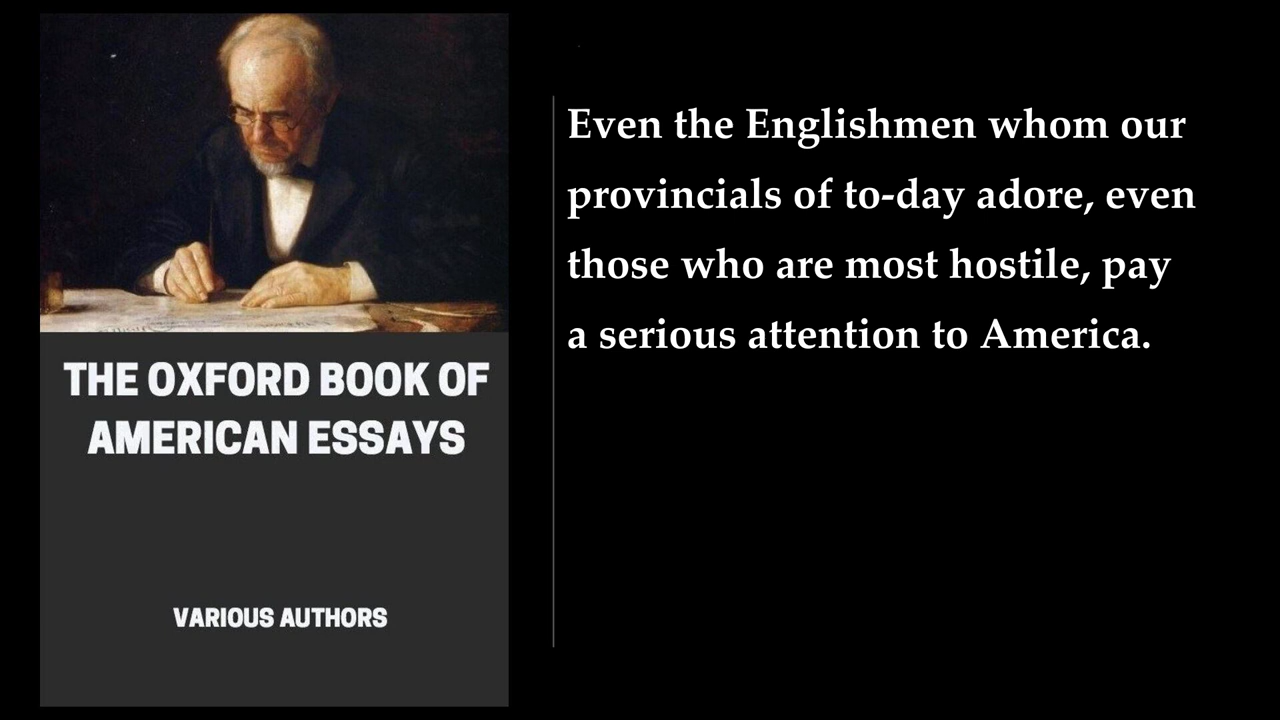 THE OXFORD BOOK OF
AMERICAN ESSAYS
VARIOUS AUTHORS
Even the Englishmen whom our
provincials of to-day adore, even
those who are most hostile, pay
a serious attention to America.